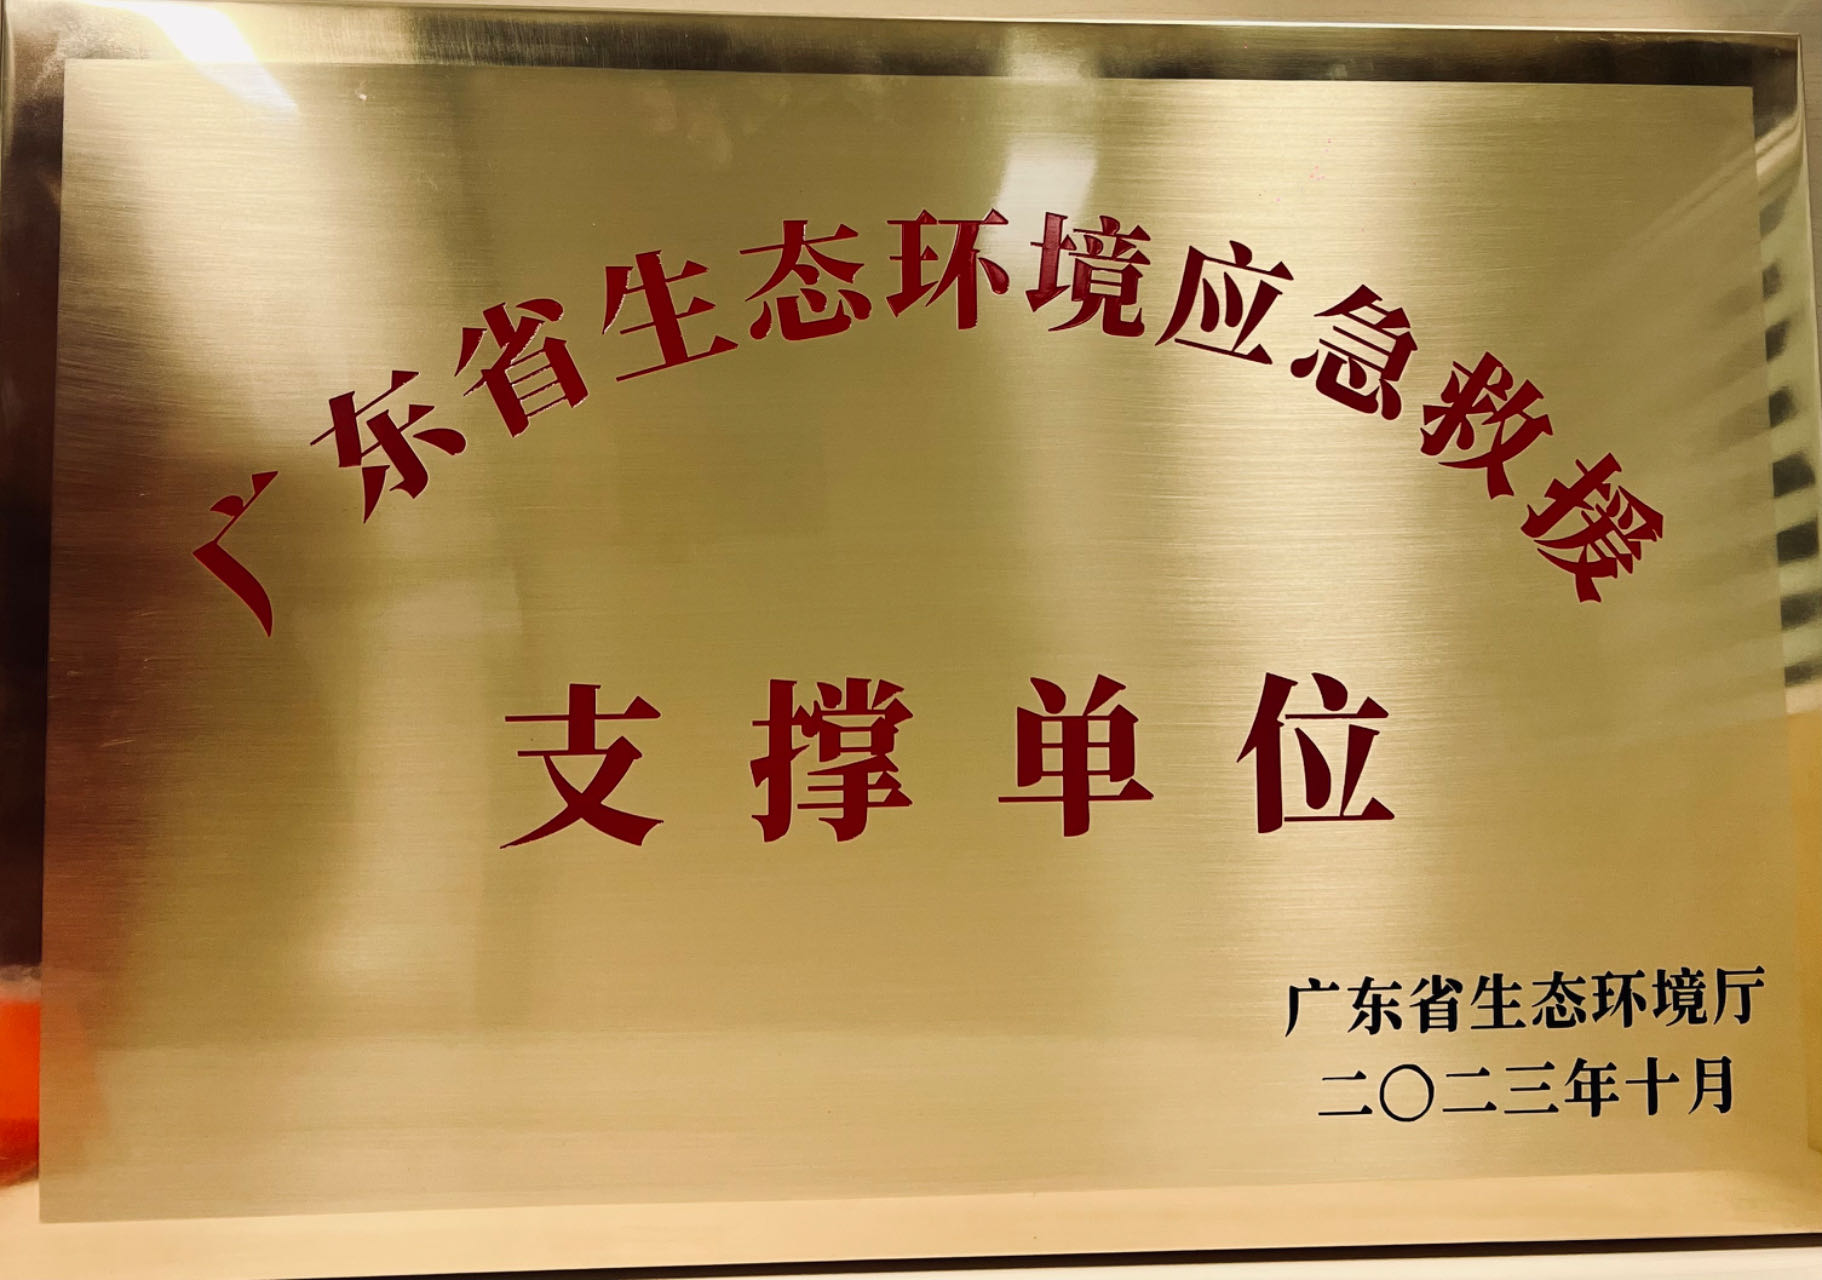 广东省生态环境应急救援
支撑单位
广东省生态环境厅
二〇二三年十月